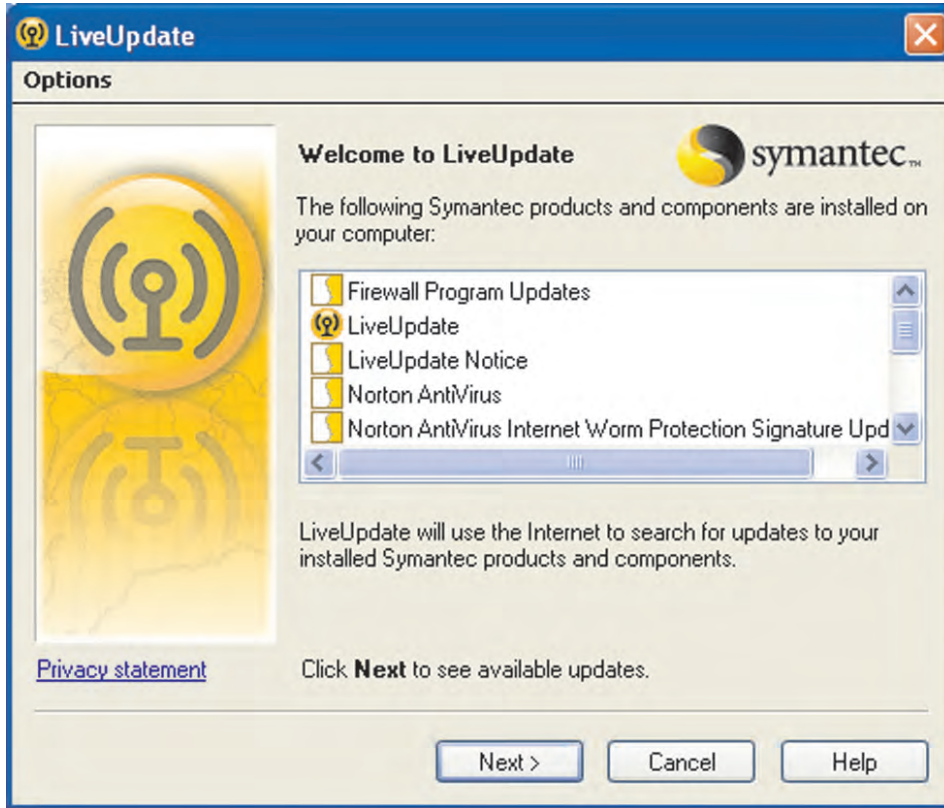 LiveUpdate
Options
Welcome to LiveUpdate
symantec™
The following Symantec products and components are installed on
your computer:
Firewall Program Updates
LiveUpdate
LiveUpdate Notice
Norton AntiVirus
Norton AntiVirus Internet Worm Protection Signature Upd
LiveUpdate will use the Internet to search for updates to your
installed Symantec products and components.
Privacy statement
Click Next to see available updates.
Next >
Cancel
Help